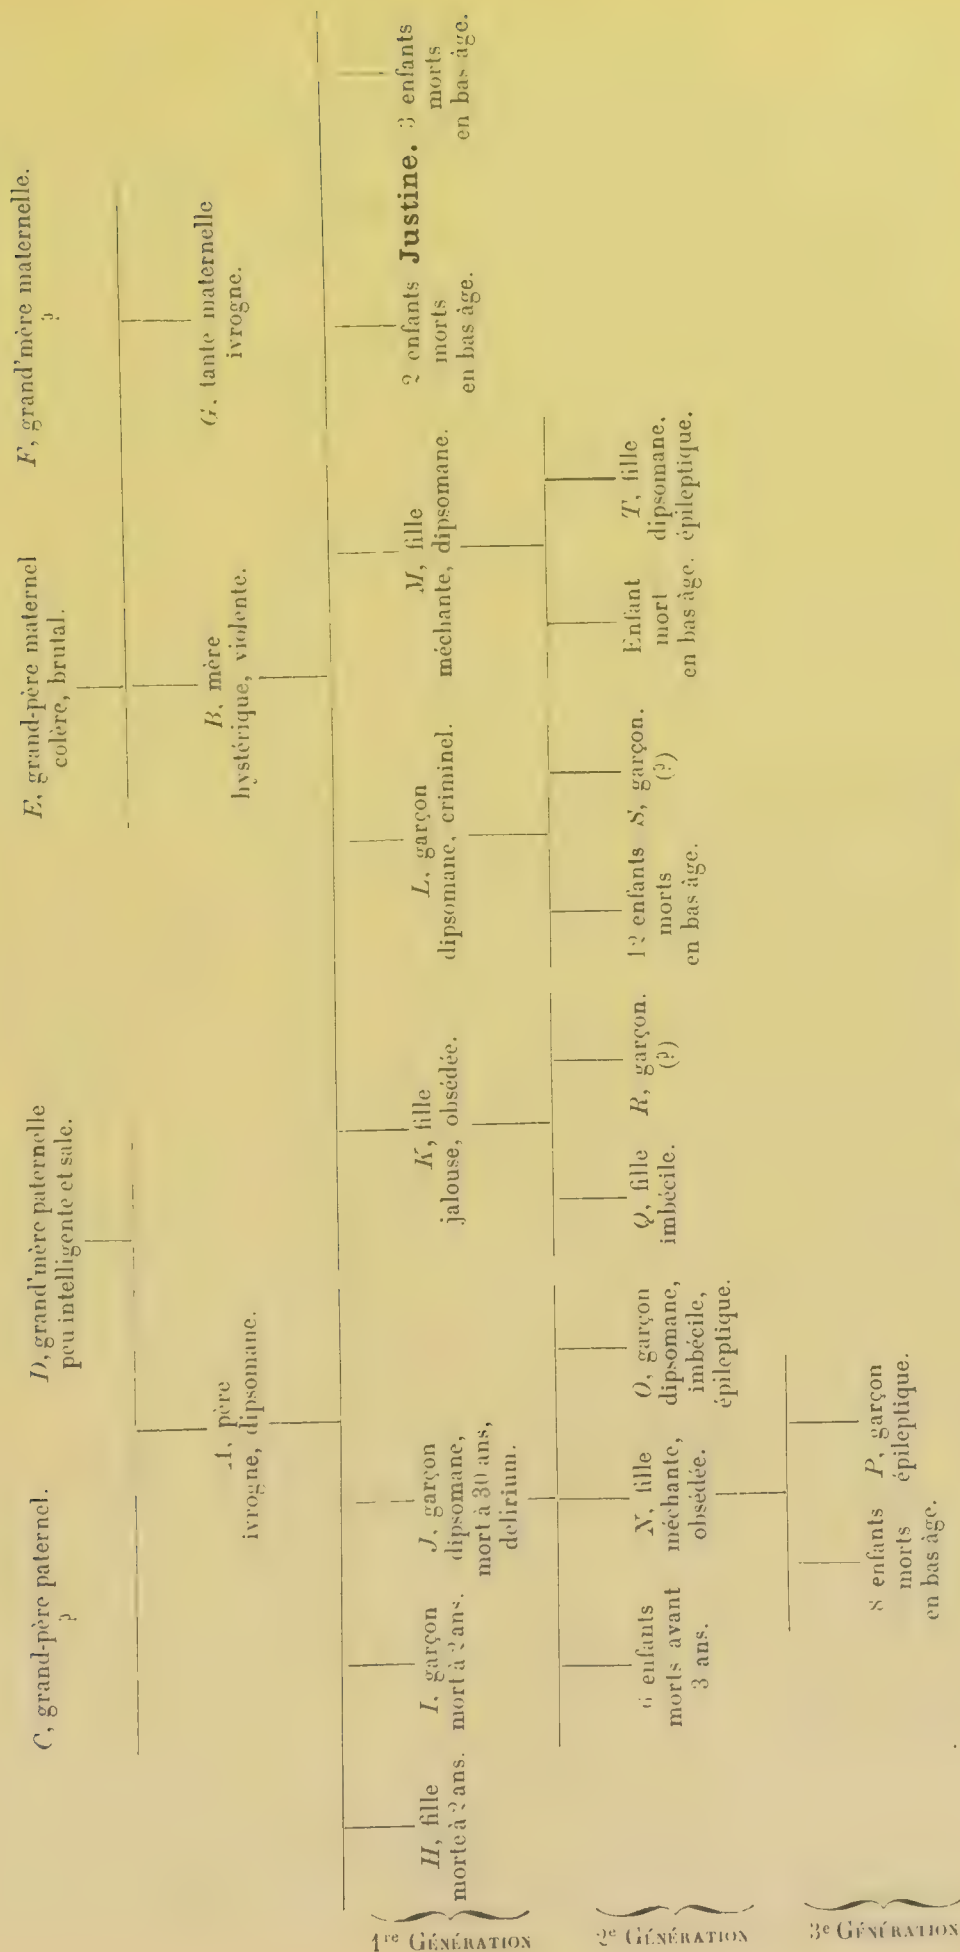 C, grand-père paternel.
?
D, grand'mère paternelle
peu intelligente et sale.
E, grand-père maternel
colère, brutal.
F, grand'mère maternelle.
?
A, père
ivrogne, dipsomane.
B, mère
hystérique, violente.
G, tante maternelle
ivrogne.
1re GÉNÉRATION
H, fille
morte à 2 ans.
I, garçon
mort à 2 ans.
J, garçon
dipsomane,
mort à 30 ans,
delirium.
K, fille
jalouse, obsédée.
L, garçon
dipsomane, criminel.
M, fille
méchante, dipsomane.
2 enfants
morts
en bas âge.
Justine.
3 enfants
morts
en bas âge.
2e GÉNÉRATION
6 enfants
morts avant
3 ans.
N, fille
méchante,
obsédée.
O, garçon
dipsomane,
imbécile,
épileptique.
Q, fille
imbécile.
R, garçon.
(?)
12 enfants
morts
en bas âge.
S, garçon.
(?)
Enfant
mort
en bas âge.
T, fille
dipsomane.
épileptique.
3e GÉNÉRATION
8 enfants
morts
en bas âge.
P, garçon
épileptique.